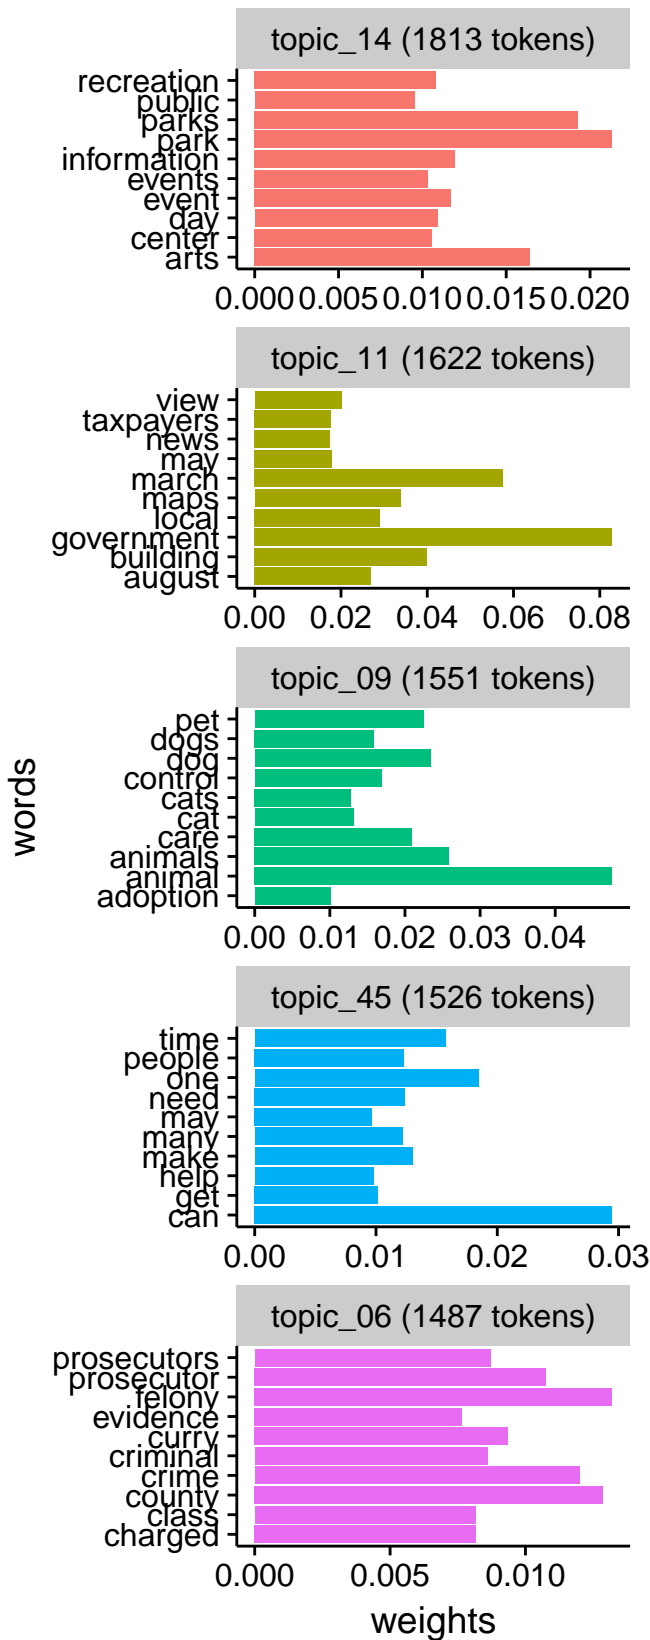 topic_14 (1813 tokens)
recreation
public
parks
park
information
events
event
day
center
arts
0.000 0.005 0.010 0.015 0.020
topic_11 (1622 tokens)
view
taxpayers
news
may
march
maps
local
government
building
august
0.00 0.02 0.04 0.06 0.08
topic_09 (1551 tokens)
pet
dogs
dog
control
cats
cat
care
animals
animal
adoption
0.00 0.01 0.02 0.03 0.04
words
topic_45 (1526 tokens)
time
people
one
need
may
many
make
help
get
can
0.00 0.01 0.02 0.03
topic_06 (1487 tokens)
prosecutors
prosecutor
felony
evidence
curry
criminal
crime
county
class
charged
0.000 0.005 0.010
weights